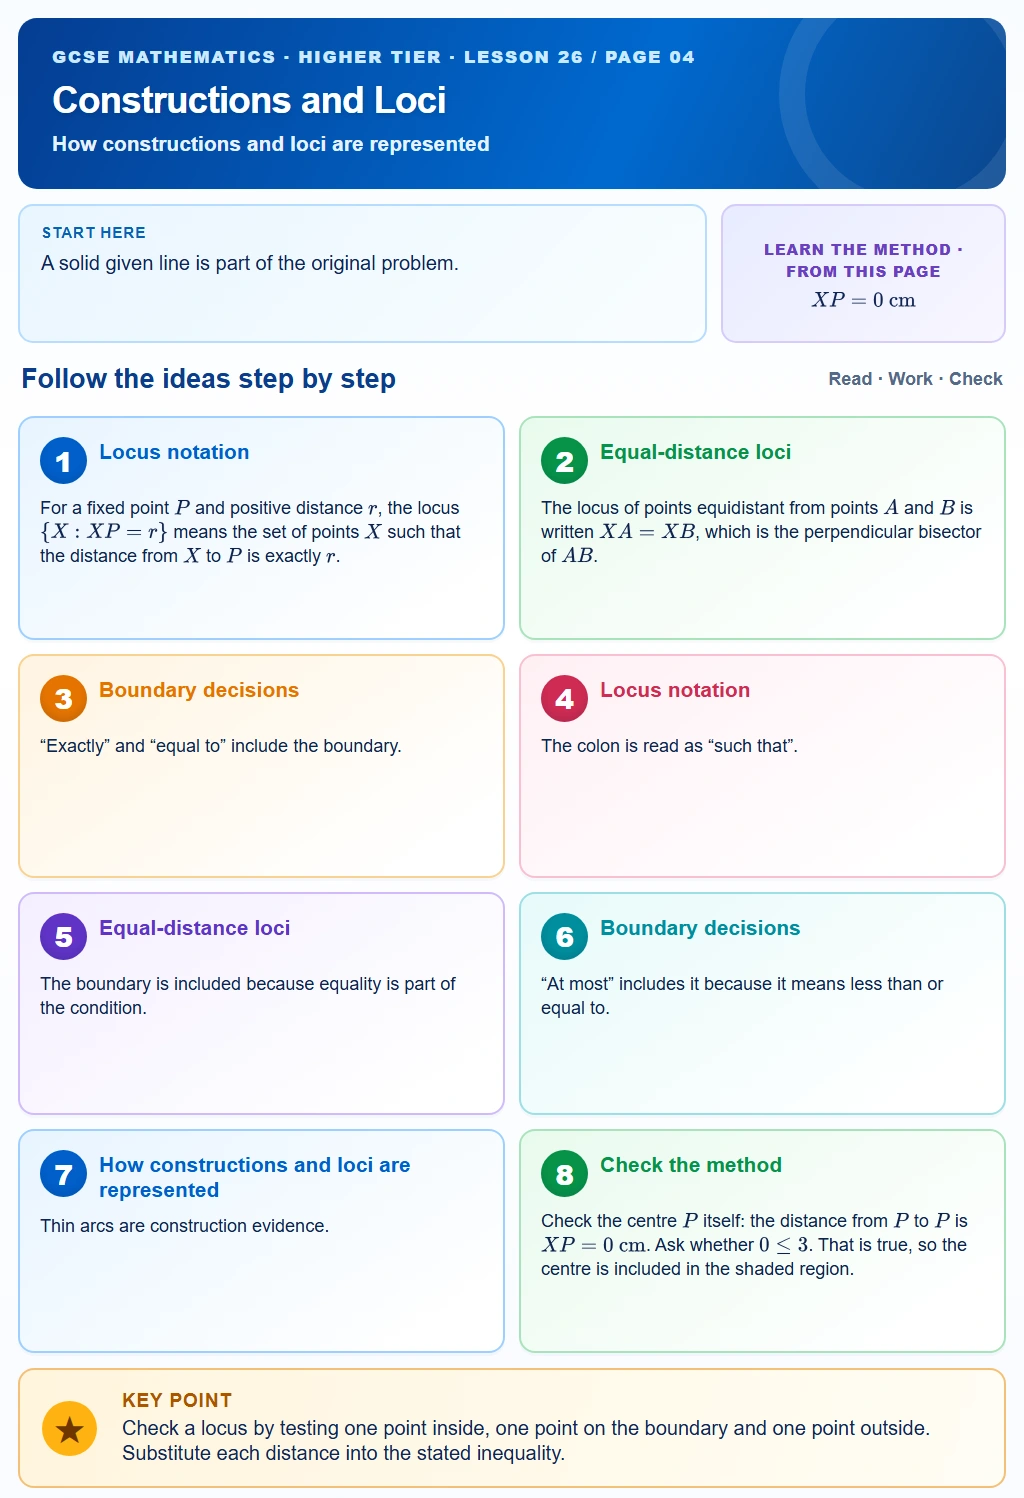 GCSE MATHEMATICS · HIGHER TIER · LESSON 26 / PAGE 04
Constructions and Loci
How constructions and loci are represented
START HERE
A solid given line is part of the original problem.
LEARN THE METHOD ·
FROM THIS PAGE
XP = 0 cm
Follow the ideas step by step
Read · Work · Check
1 Locus notation
For a fixed point P and positive distance r, the locus
{X : XP = r} means the set of points X such that
the distance from X to P is exactly r.
2 Equal-distance loci
The locus of points equidistant from points A and B is
written XA = XB, which is the perpendicular bisector
of AB.
3 Boundary decisions
“Exactly” and “equal to” include the boundary.
4 Locus notation
The colon is read as “such that”.
5 Equal-distance loci
The boundary is included because equality is part of
the condition.
6 Boundary decisions
“At most” includes it because it means less than or
equal to.
7 How constructions and loci are
represented
Thin arcs are construction evidence.
8 Check the method
Check the centre P itself: the distance from P to P is
XP = 0 cm. Ask whether 0 ≤ 3. That is true, so the
centre is included in the shaded region.
KEY POINT
Check a locus by testing one point inside, one point on the boundary and one point outside.
Substitute each distance into the stated inequality.